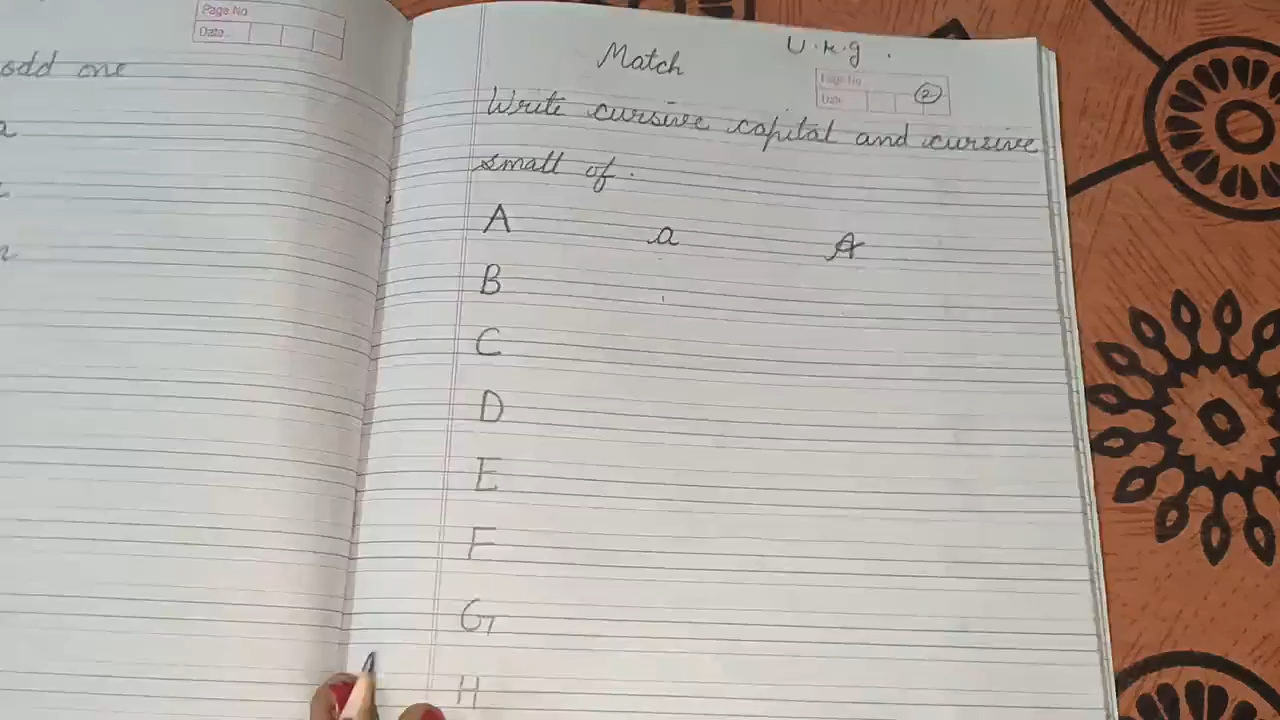 Page No
Date
odd one
a
Match
U.K.g.
Page No
Date
2
Write cursive capital and cursive
small of.
A a A
B
C
D
E
F
G
H